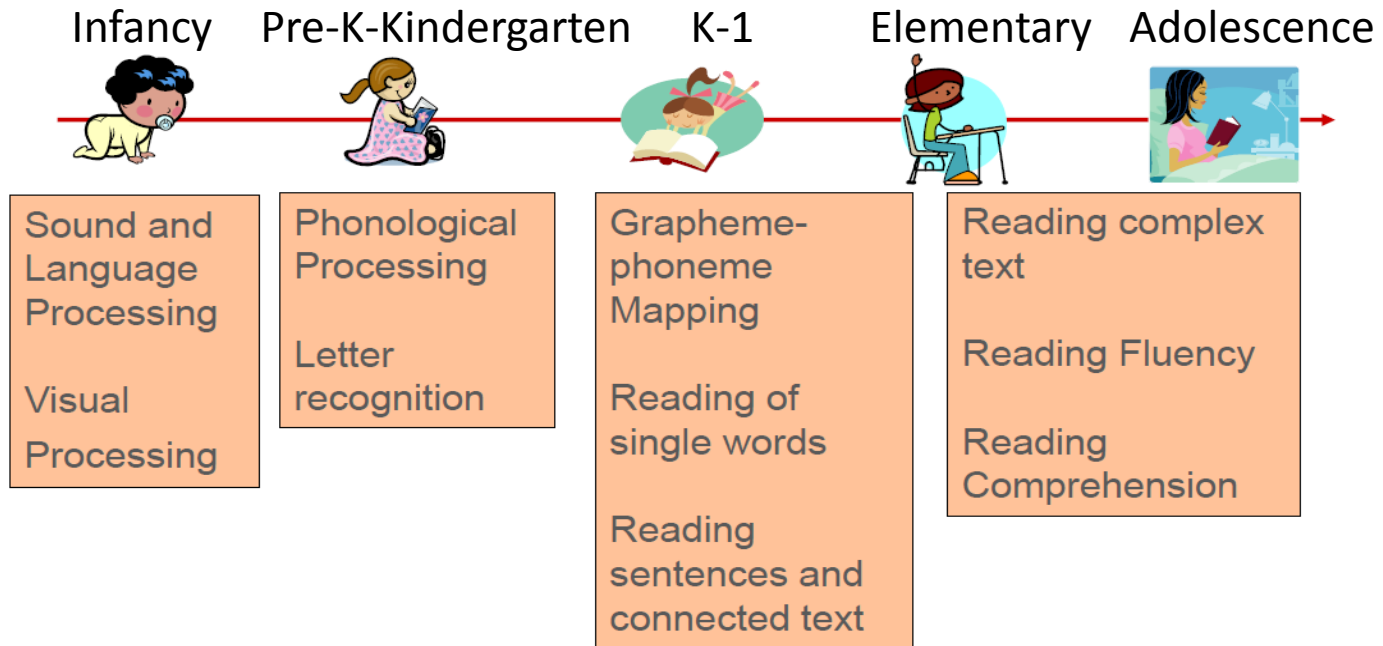 Infancy
Pre-K-Kindergarten
K-1
Elementary
Adolescence
Sound and
Language
Processing
Visual
Processing
Phonological
Processing
Letter
recognition
Grapheme-
phoneme
Mapping
Reading of
single words
Reading
sentences and
connected text
Reading complex
text
Reading Fluency
Reading
Comprehension